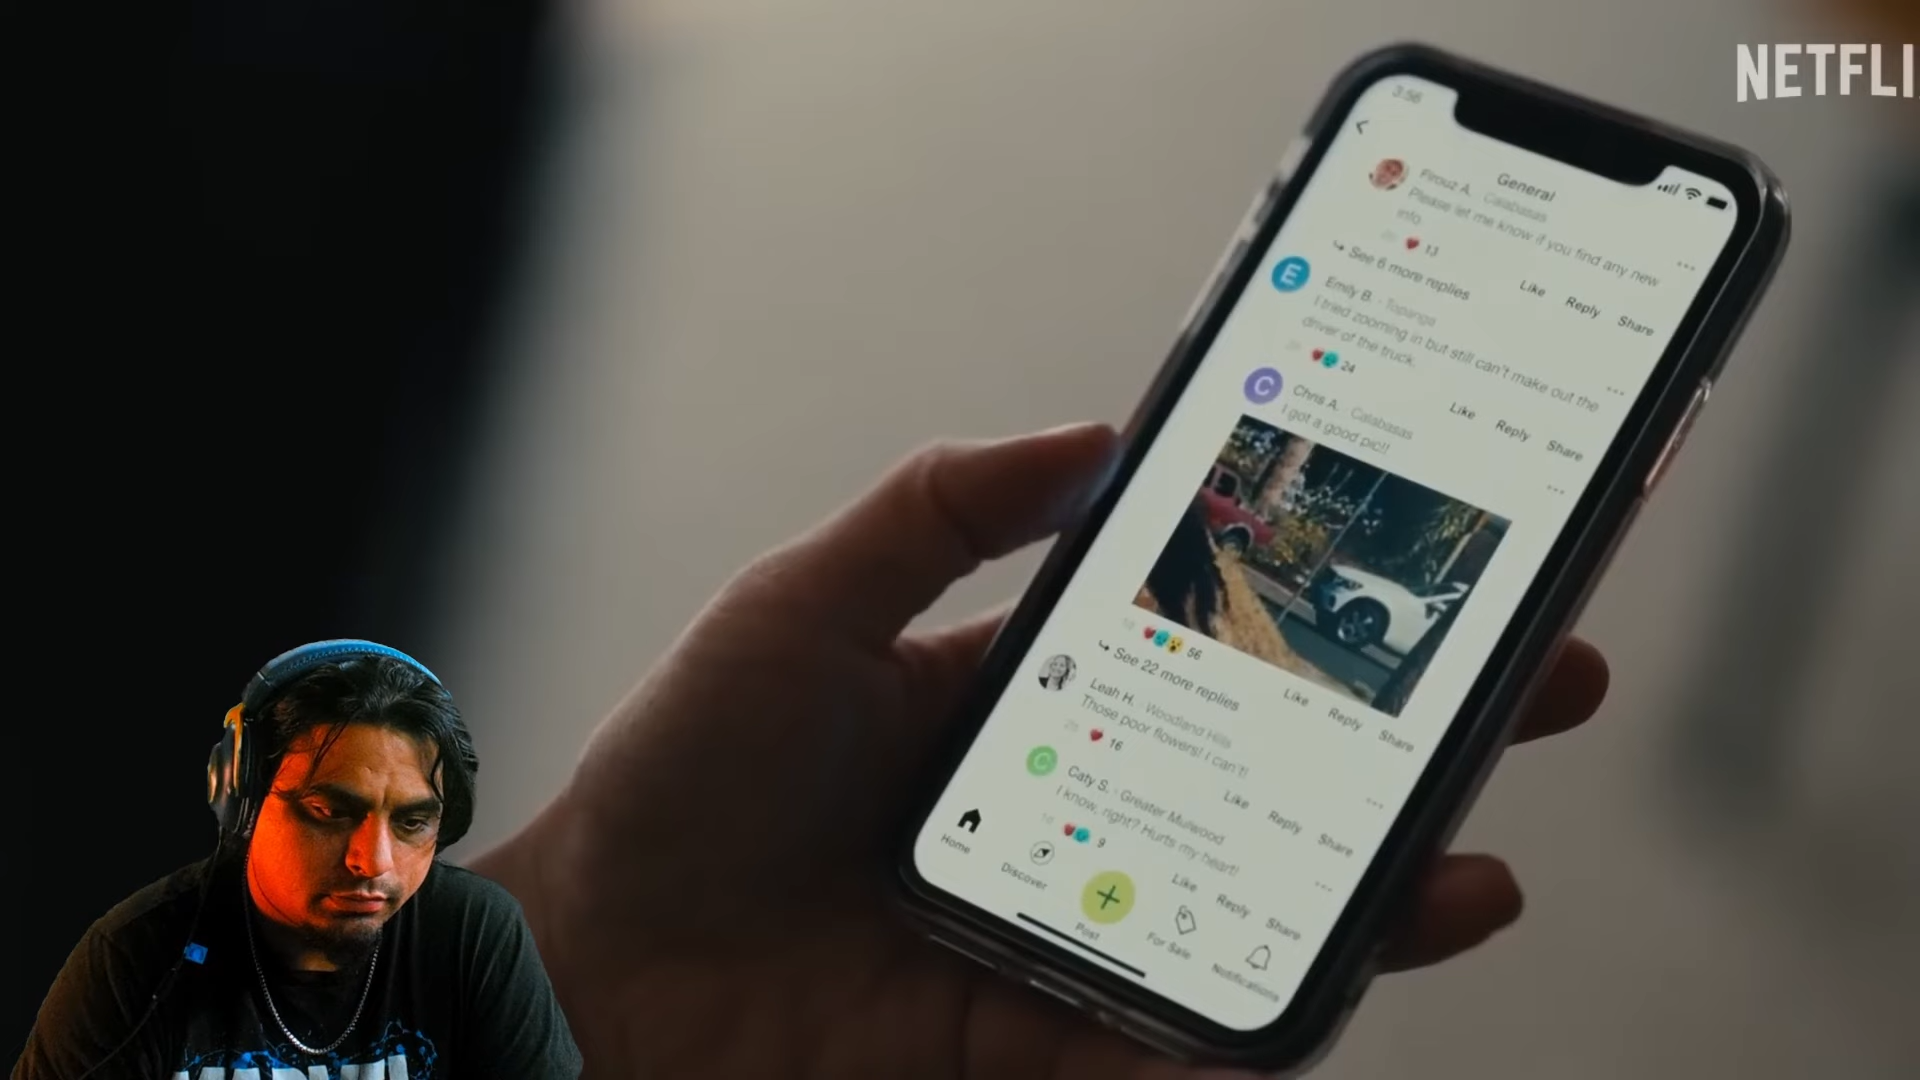 NETFLI
3:56
General
Firouz A. Calabasas
Please let me know if you find any new
info.
13
Like Reply Share
See 6 more replies
Emily B. · Topanga
I tried zooming in but still can't make out the
driver of the truck.
24
Like Reply Share
Chris A. Calabasas
I got a good pic!!
56
Like Reply Share
See 22 more replies
Leah H. · Woodland Hills
Those poor flowers! I can't!
16
Like Reply Share
Caty S. · Greater Mulwood
I know, right? Hurts my heart!
9
Like Reply Share
Home
Discover
Post
For Sale
Notifications
E
C
C